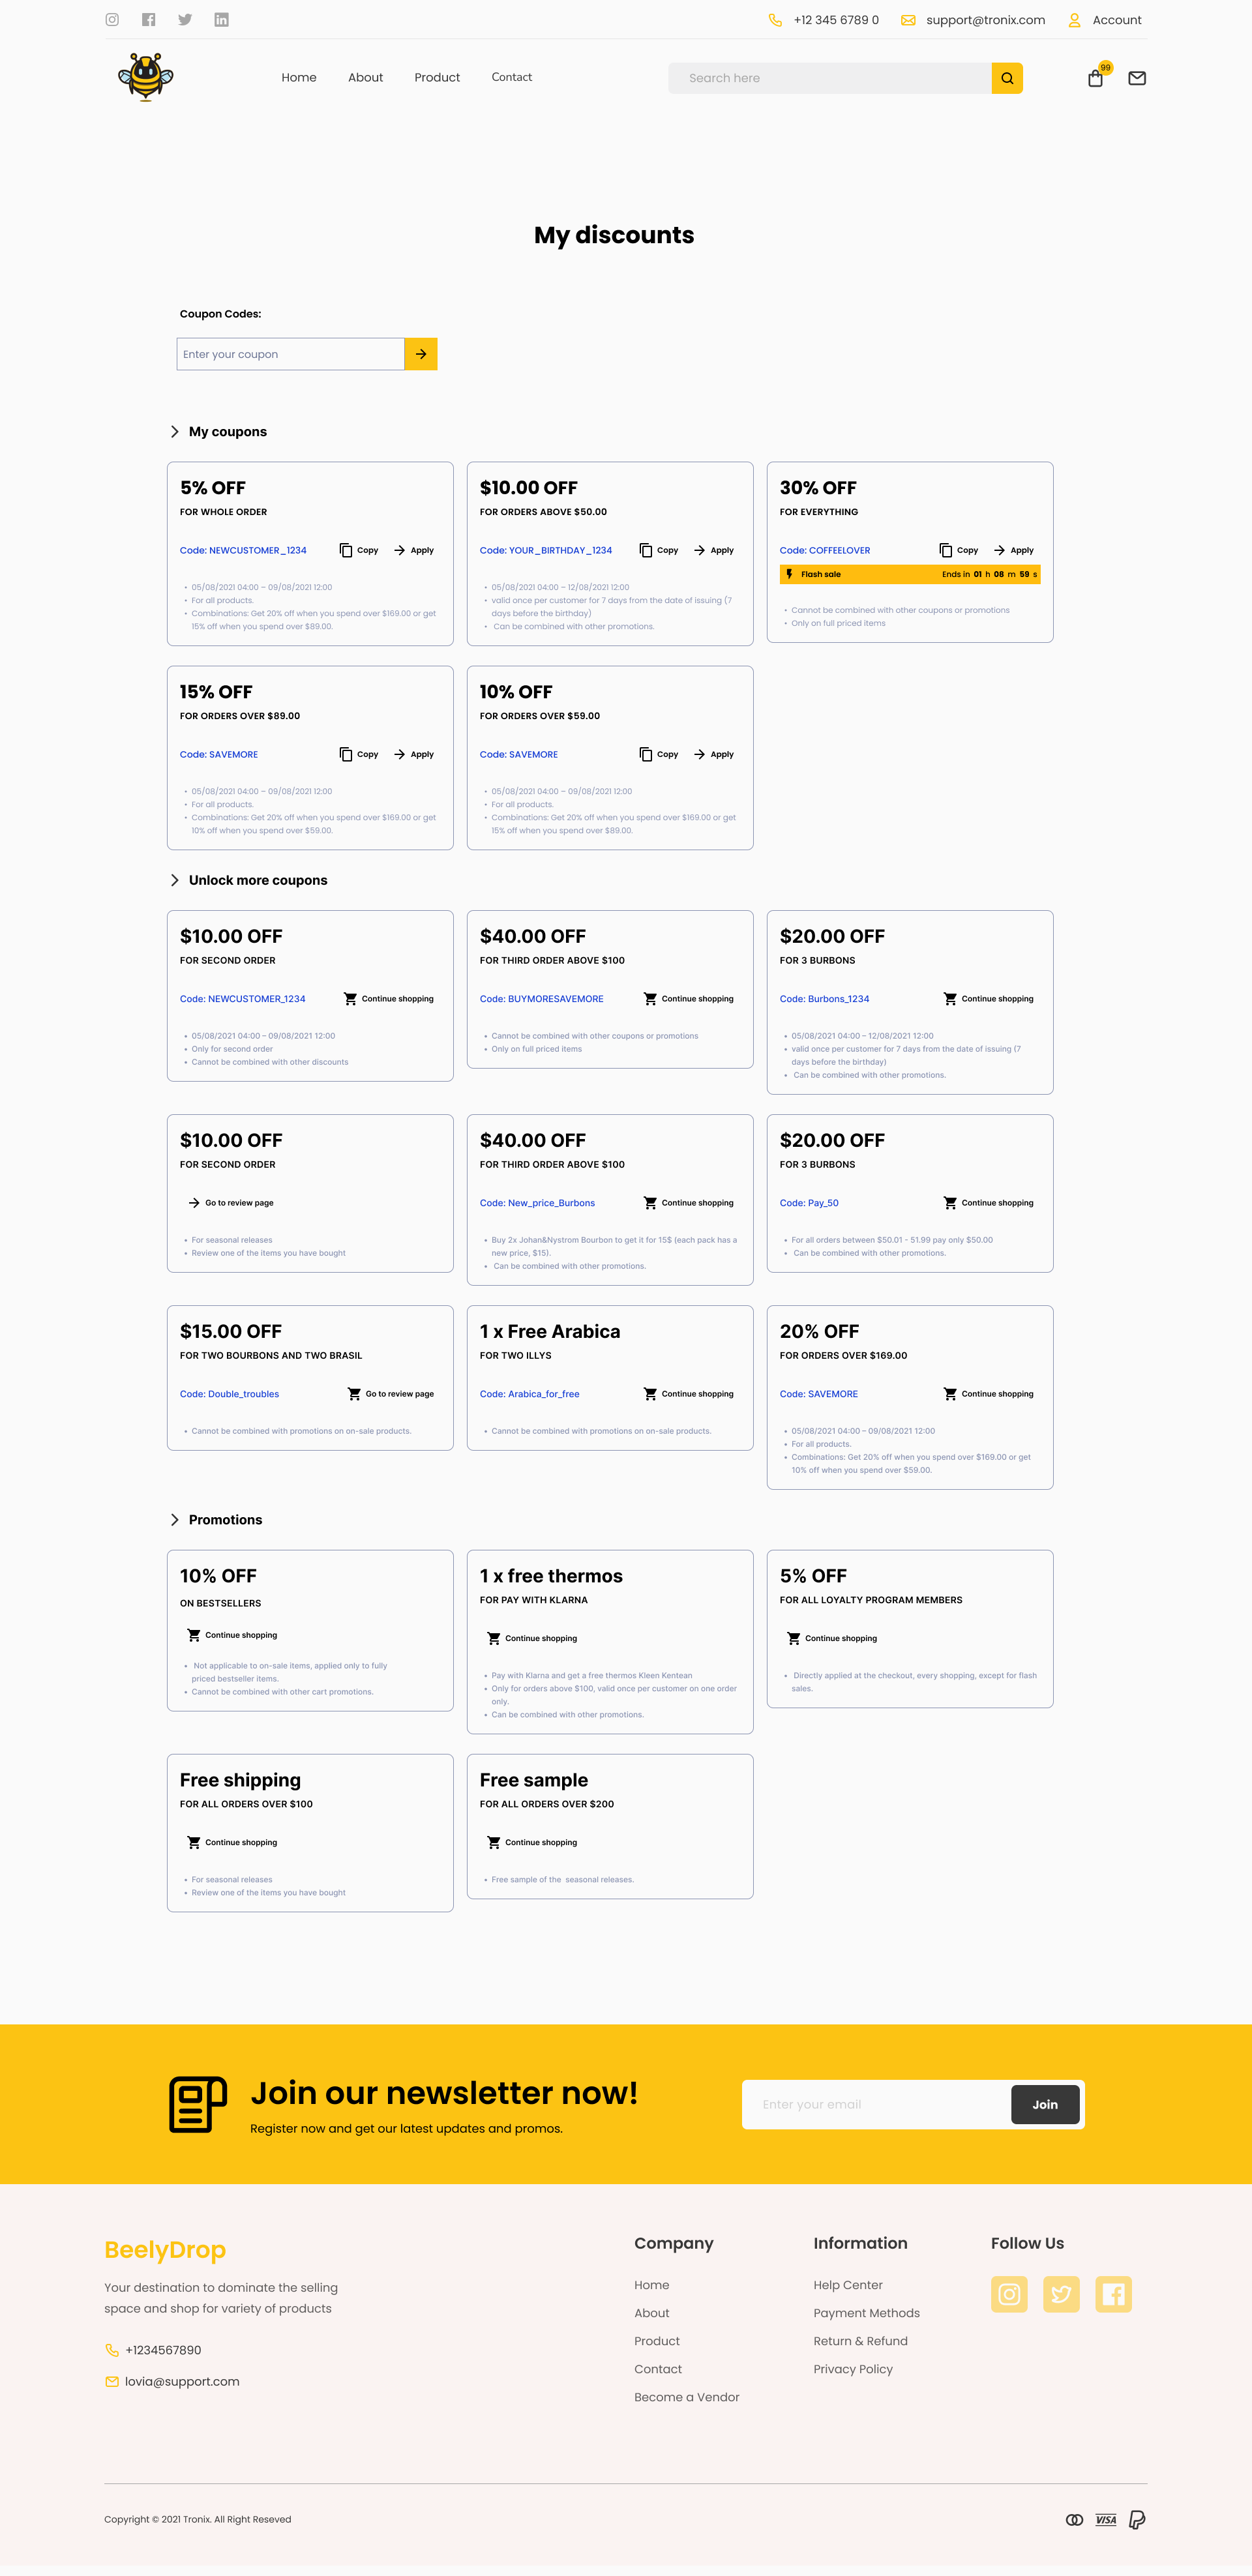 +12 345 6789 0
support@tronix.com
Account
Home
About
Product
Contact
Search here
99
My discounts
Coupon Codes:
Enter your coupon
My coupons
5% OFF
FOR WHOLE ORDER
Code: NEWCUSTOMER_1234
Copy
Apply
• 05/08/2021 04:00 – 09/08/2021 12:00
• For all products.
• Combinations: Get 20% off when you spend over $169.00 or get
15% off when you spend over $89.00.
$10.00 OFF
FOR ORDERS ABOVE $50.00
Code: YOUR_BIRTHDAY_1234
Copy
Apply
• 05/08/2021 04:00 – 12/08/2021 12:00
• valid once per customer for 7 days from the date of issuing (7
days before the birthday)
• Can be combined with other promotions.
30% OFF
FOR EVERYTHING
Code: COFFEELOVER
Copy
Apply
Flash sale
Ends in 01 h 08 m 59 s
• Cannot be combined with other coupons or promotions
• Only on full priced items
15% OFF
FOR ORDERS OVER $89.00
Code: SAVEMORE
Copy
Apply
• 05/08/2021 04:00 – 09/08/2021 12:00
• For all products.
• Combinations: Get 20% off when you spend over $169.00 or get
10% off when you spend over $59.00.
10% OFF
FOR ORDERS OVER $59.00
Code: SAVEMORE
Copy
Apply
• 05/08/2021 04:00 – 09/08/2021 12:00
• For all products.
• Combinations: Get 20% off when you spend over $169.00 or get
15% off when you spend over $89.00.
Unlock more coupons
$10.00 OFF
FOR SECOND ORDER
Code: NEWCUSTOMER_1234
Continue shopping
• 05/08/2021 04:00 – 09/08/2021 12:00
• Only for second order
• Cannot be combined with other discounts
$40.00 OFF
FOR THIRD ORDER ABOVE $100
Code: BUYMORESAVEMORE
Continue shopping
• Cannot be combined with other coupons or promotions
• Only on full priced items
$20.00 OFF
FOR 3 BURBONS
Code: Burbons_1234
Continue shopping
• 05/08/2021 04:00 – 12/08/2021 12:00
• valid once per customer for 7 days from the date of issuing (7
days before the birthday)
• Can be combined with other promotions.
$10.00 OFF
FOR SECOND ORDER
Go to review page
• For seasonal releases
• Review one of the items you have bought
$40.00 OFF
FOR THIRD ORDER ABOVE $100
Code: New_price_Burbons
Continue shopping
• Buy 2x Johan&Nystrom Bourbon to get it for 15$ (each pack has a
new price, $15).
• Can be combined with other promotions.
$20.00 OFF
FOR 3 BURBONS
Code: Pay_50
Continue shopping
• For all orders between $50.01 - 51.99 pay only $50.00
• Can be combined with other promotions.
$15.00 OFF
FOR TWO BOURBONS AND TWO BRASIL
Code: Double_troubles
Go to review page
• Cannot be combined with promotions on on-sale products.
1 x Free Arabica
FOR TWO ILLYS
Code: Arabica_for_free
Continue shopping
• Cannot be combined with promotions on on-sale products.
20% OFF
FOR ORDERS OVER $169.00
Code: SAVEMORE
Continue shopping
• 05/08/2021 04:00 – 09/08/2021 12:00
• For all products.
• Combinations: Get 20% off when you spend over $169.00 or get
10% off when you spend over $59.00.
Promotions
10% OFF
ON BESTSELLERS
Continue shopping
• Not applicable to on-sale items, applied only to fully
priced bestseller items.
• Cannot be combined with other cart promotions.
1 x free thermos
FOR PAY WITH KLARNA
Continue shopping
• Pay with Klarna and get a free thermos Kleen Kentean
• Only for orders above $100, valid once per customer on one order
only.
• Can be combined with other promotions.
5% OFF
FOR ALL LOYALTY PROGRAM MEMBERS
Continue shopping
• Directly applied at the checkout, every shopping, except for flash
sales.
Free shipping
FOR ALL ORDERS OVER $100
Continue shopping
• For seasonal releases
• Review one of the items you have bought
Free sample
FOR ALL ORDERS OVER $200
Continue shopping
• Free sample of the seasonal releases.
Join our newsletter now!
Register now and get our latest updates and promos.
Enter your email
Join
BeelyDrop
Your destination to dominate the selling
space and shop for variety of products
+1234567890
lovia@support.com
Company
Home
About
Product
Contact
Become a Vendor
Information
Help Center
Payment Methods
Return & Refund
Privacy Policy
Follow Us
Copyright © 2021 Tronix. All Right Reseved
VISA